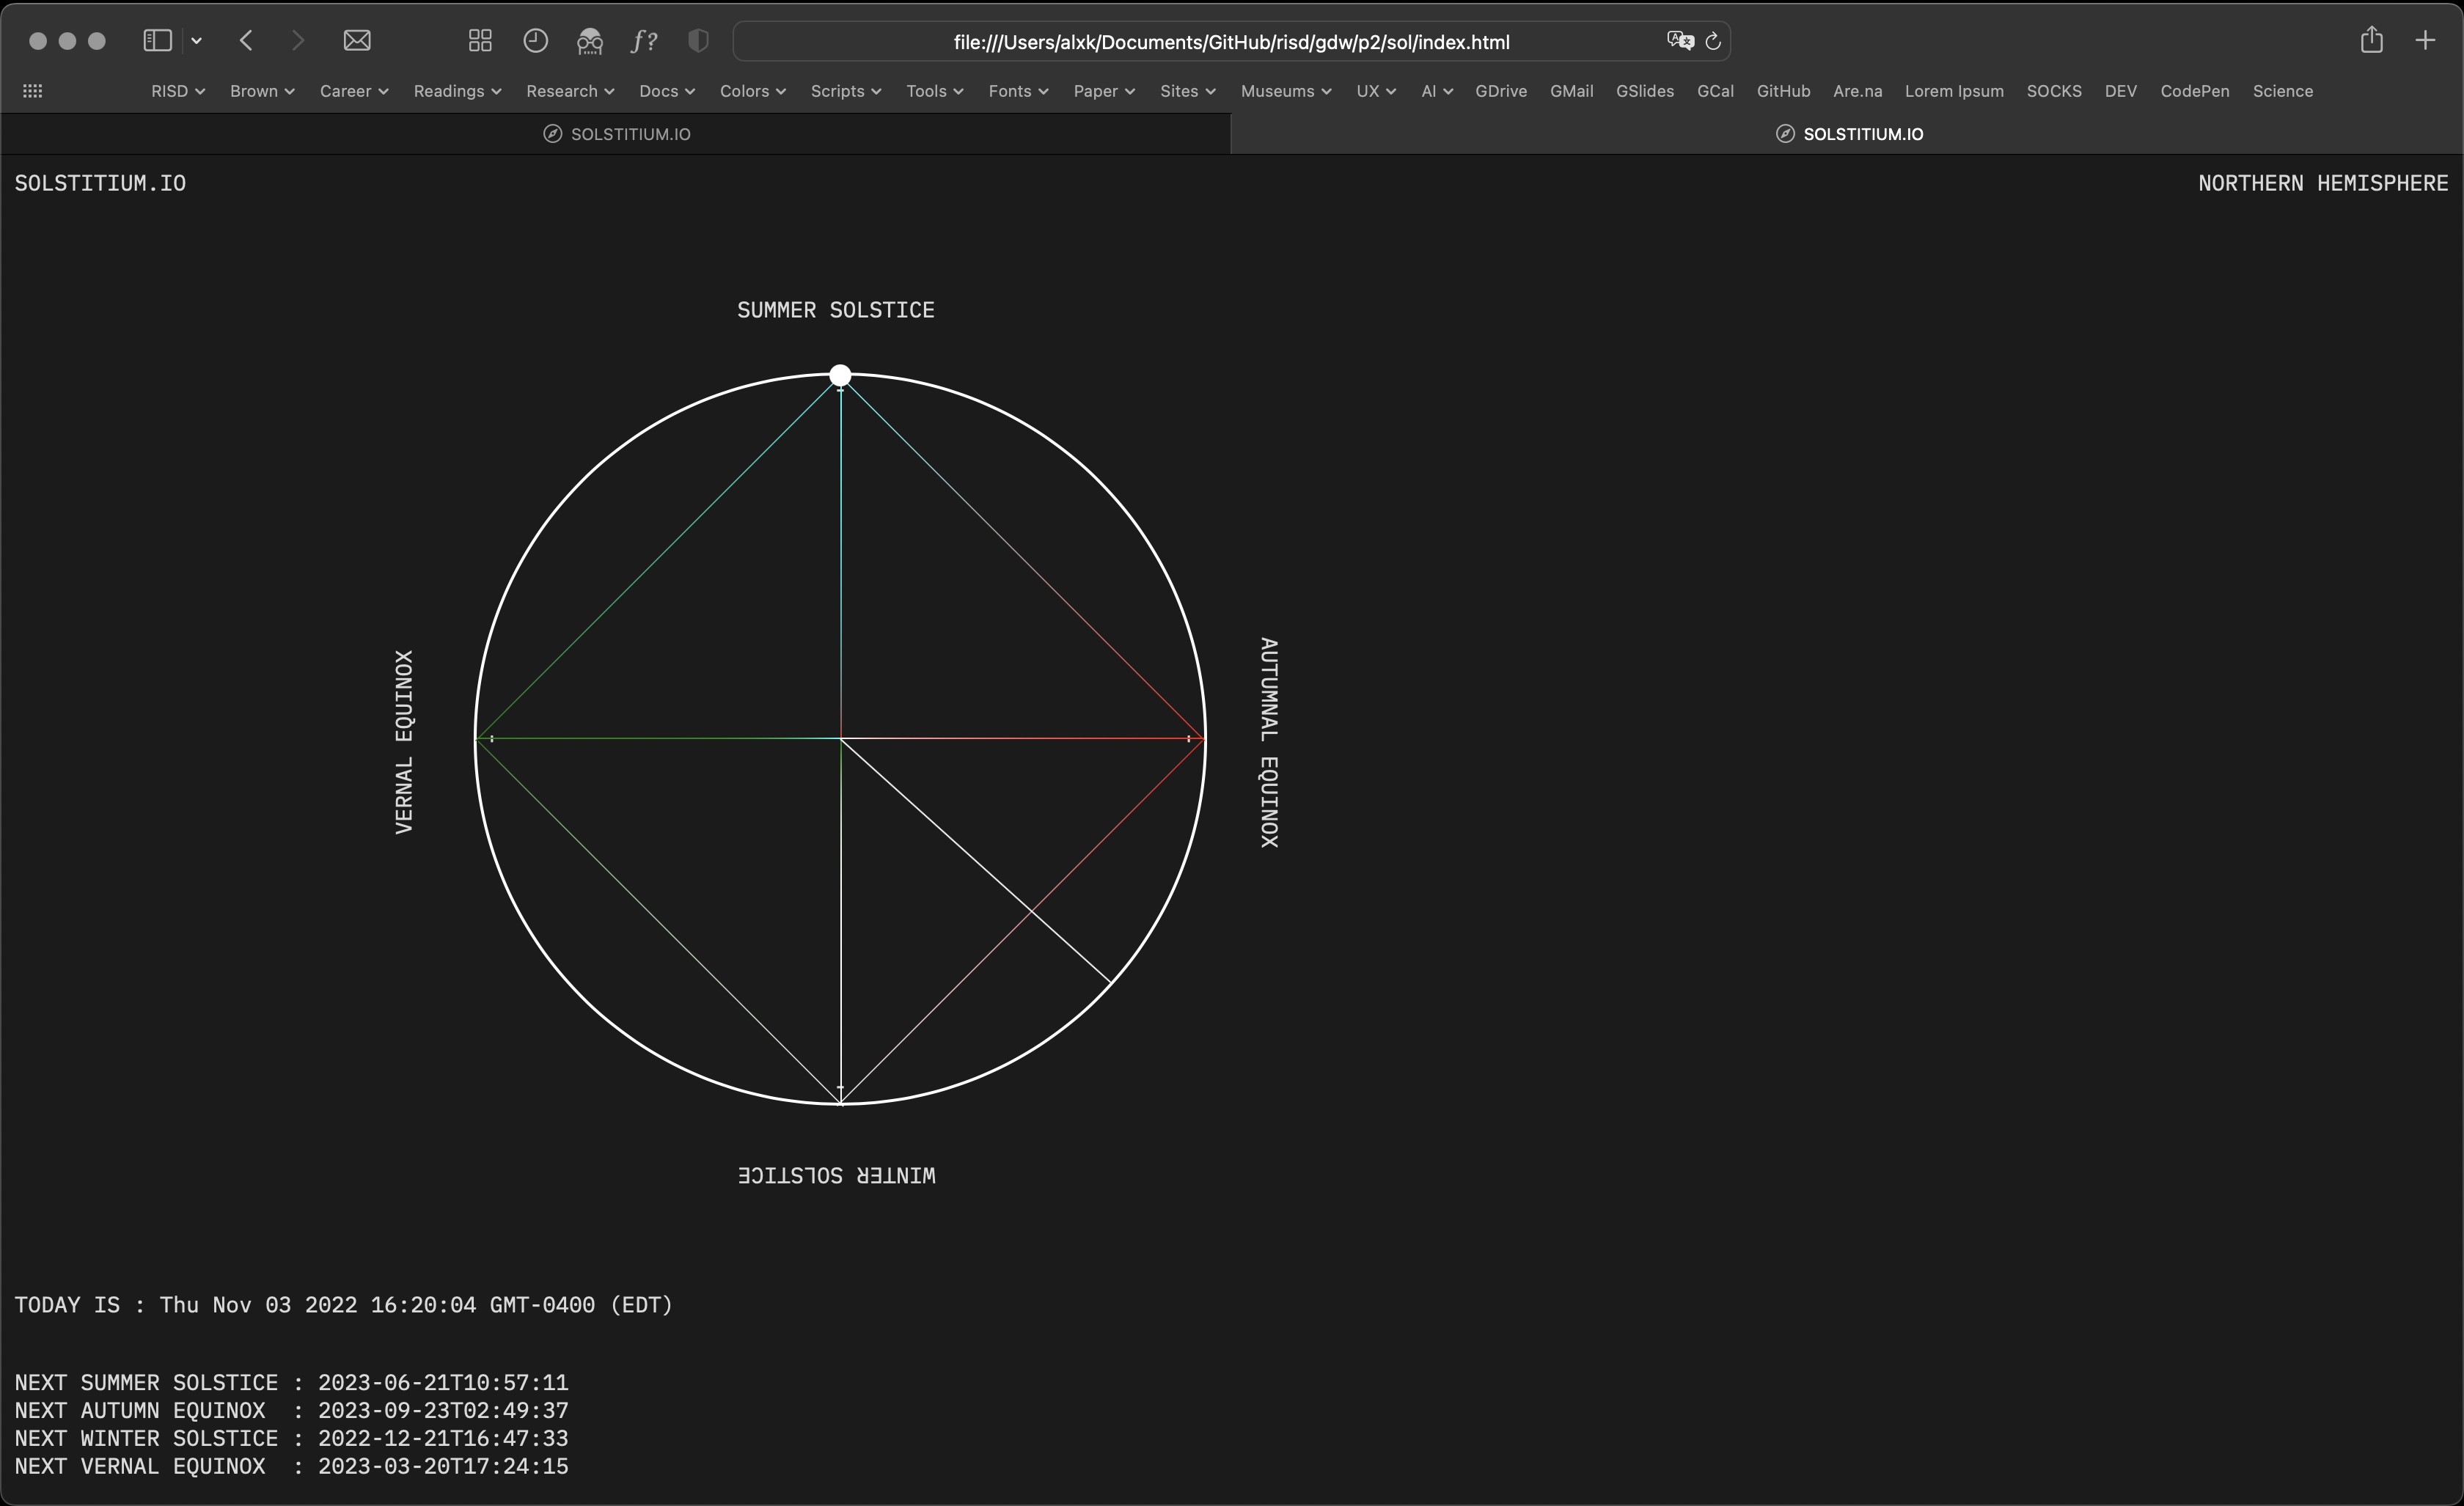 file:///Users/alxk/Documents/GitHub/risd/gdw/p2/sol/index.html
RISD Brown Career Readings Research Docs Colors Scripts Tools Fonts Paper Sites Museums UX AI GDrive GMail GSlides GCal GitHub Are.na Lorem Ipsum SOCKS DEV CodePen Science
SOLSTITIUM.IO SOLSTITIUM.IO
SOLSTITIUM.IO NORTHERN HEMISPHERE
SUMMER SOLSTICE
VERNAL EQUINOX
AUTUMNAL EQUINOX
WINTER SOLSTICE
TODAY IS : Thu Nov 03 2022 16:20:04 GMT-0400 (EDT)
NEXT SUMMER SOLSTICE : 2023-06-21T10:57:11
NEXT AUTUMN EQUINOX  : 2023-09-23T02:49:37
NEXT WINTER SOLSTICE : 2022-12-21T16:47:33
NEXT VERNAL EQUINOX  : 2023-03-20T17:24:15